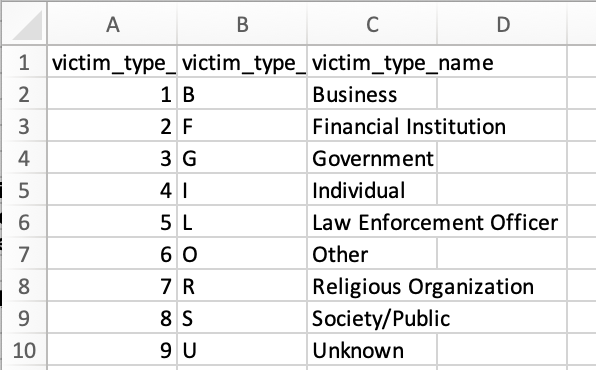 A B C D
1 victim_type_ victim_type_ victim_type_name
2 1 B Business
3 2 F Financial Institution
4 3 G Government
5 4 I Individual
6 5 L Law Enforcement Officer
7 6 O Other
8 7 R Religious Organization
9 8 S Society/Public
10 9 U Unknown